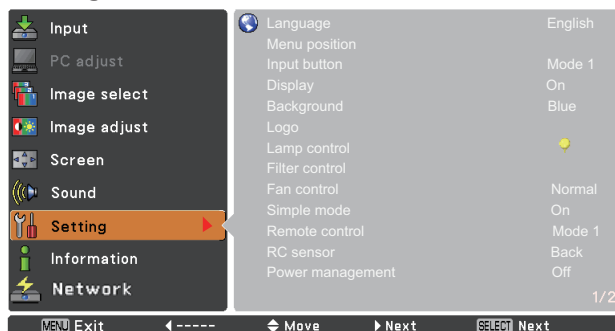 Input
PC adjust
Image select
Image adjust
Screen
Sound
Setting
Information
Network
Language English
Menu position
Input button Mode 1
Display On
Background Blue
Logo
Lamp control
Filter control
Fan control Normal
Simple mode On
Remote control Mode 1
RC sensor Back
Power management Off
1/2
MENU Exit ----- Move Next SELECT Next